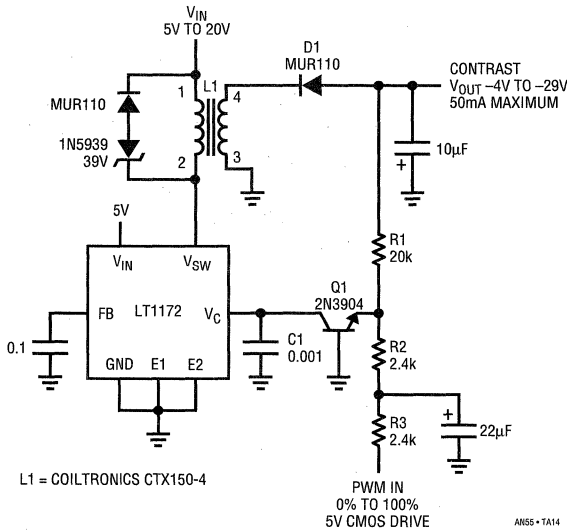 VIN
5V TO 20V
D1
MUR110
L1
1
4
2
3
MUR110
1N5939
39V
CONTRAST
VOUT –4V TO –29V
50mA MAXIMUM
+
10µF
5V
VIN
VSW
FB
LT1172
VC
GND
E1
E2
0.1
C1
0.001
Q1
2N3904
R1
20k
R2
2.4k
R3
2.4k
+
22µF
L1 = COILTRONICS CTX150-4
PWM IN
0% TO 100%
5V CMOS DRIVE
AN55 • TA14